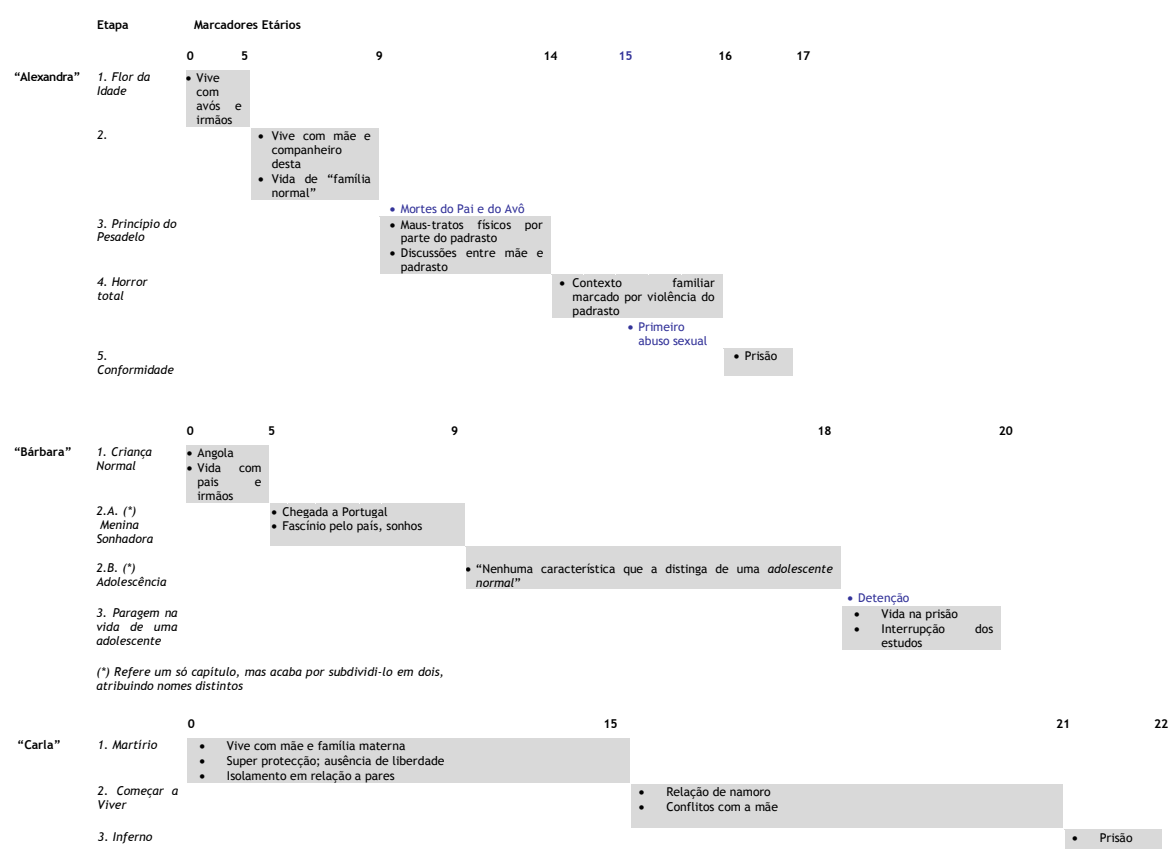 Etapa Marcadores Etários
0 5 9 14 15 16 17
“Alexandra” 1. Flor da
Idade
• Vive
com
avós e
irmãos
2.
• Vive com mãe e
companheiro
desta
• Vida de “família
normal”
• Mortes do Pai e do Avô
3. Princípio do
Pesadelo
• Maus-tratos físicos por
parte do padrasto
• Discussões entre mãe e
padrasto
4. Horror
total
• Contexto familiar
marcado por violência do
padrasto
• Primeiro
abuso sexual
5.
Conformidade
• Prisão
0 5 9 18 20
“Bárbara” 1. Criança
Normal
• Angola
• Vida com
pais e
irmãos
2.A. (*)
Menina
Sonhadora
• Chegada a Portugal
• Fascínio pelo país, sonhos
2.B. (*)
Adolescência
• “Nenhuma característica que a distinga de uma adolescente
normal”
• Detenção
3. Paragem na
vida de uma
adolescente
• Vida na prisão
• Interrupção dos
estudos
(*) Refere um só capítulo, mas acaba por subdividi-lo em dois,
atribuindo nomes distintos
0 15 21 22
“Carla” 1. Martírio
• Vive com mãe e família materna
• Super protecção; ausência de liberdade
• Isolamento em relação a pares
2. Começar a
Viver
• Relação de namoro
• Conflitos com a mãe
3. Inferno
• Prisão